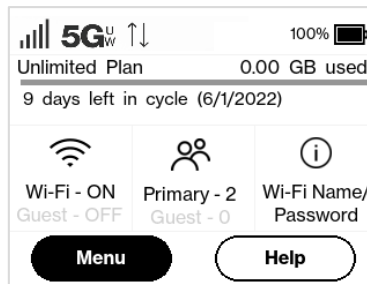 5G UW 100%
Unlimited Plan 0.00 GB used
9 days left in cycle (6/1/2022)
Wi-Fi - ON
Guest - OFF
Primary - 2
Guest - 0
Wi-Fi Name/
Password
Menu
Help